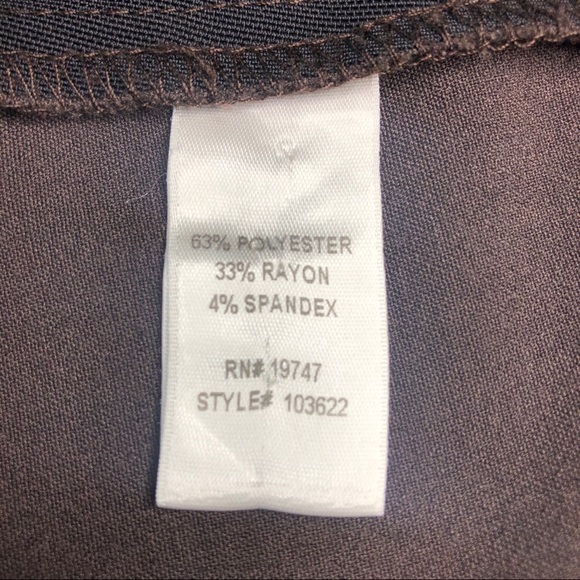 63% POLYESTER
33% RAYON
4% SPANDEX
RN# 19747
STYLE# 103622